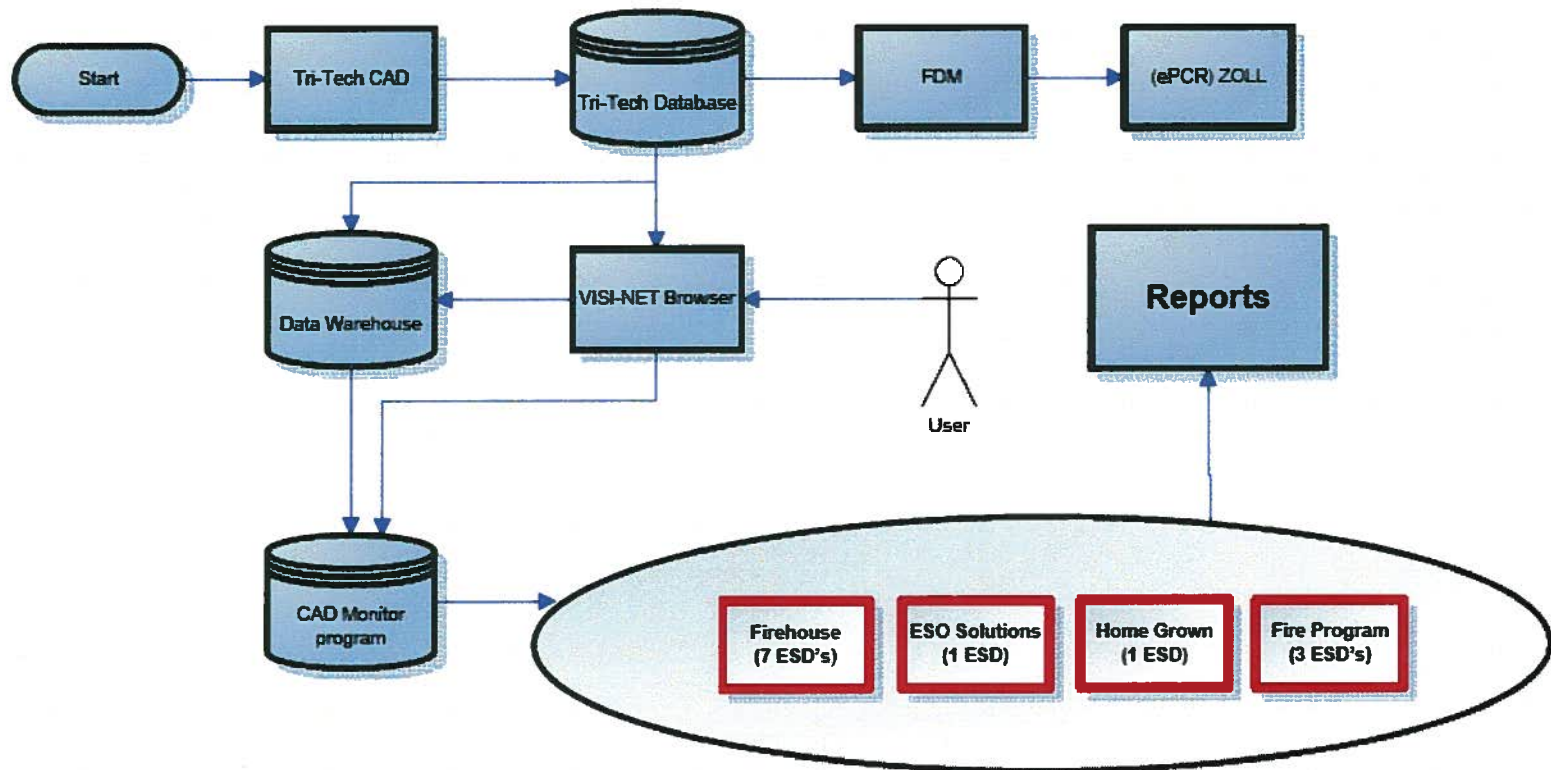 Start
Tri-Tech CAD
Tri-Tech Database
FDM
(ePCR) ZOLL
Data Warehouse
VISI-NET Browser
User
Reports
CAD Monitor
program
Firehouse
(7 ESD's)
ESO Solutions
(1 ESD)
Home Grown
(1 ESD)
Fire Program
(3 ESD's)